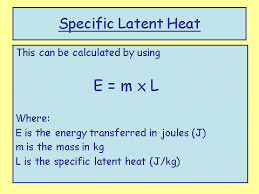 Specific Latent Heat
This can be calculated by using
E = m x L
Where:
E is the energy transferred in joules (J)
m is the mass in kg
L is the specific latent heat (J/kg)